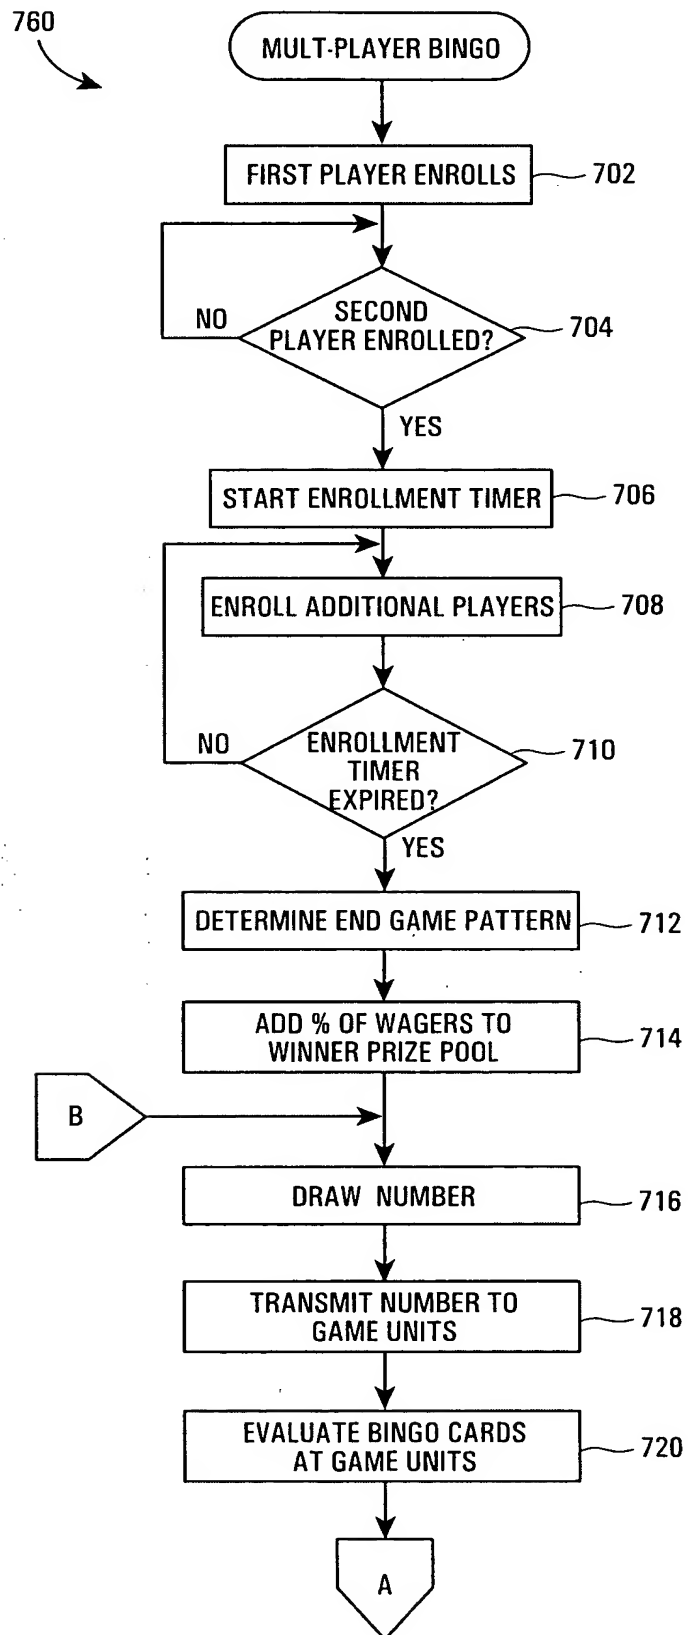 760
MULT-PLAYER BINGO
FIRST PLAYER ENROLLS
702
SECOND
PLAYER ENROLLED?
704
NO
YES
START ENROLLMENT TIMER
706
ENROLL ADDITIONAL PLAYERS
708
NO
ENROLLMENT
TIMER
EXPIRED?
710
YES
DETERMINE END GAME PATTERN
712
ADD % OF WAGERS TO
WINNER PRIZE POOL
714
B
DRAW NUMBER
716
TRANSMIT NUMBER TO
GAME UNITS
718
EVALUATE BINGO CARDS
AT GAME UNITS
720
A